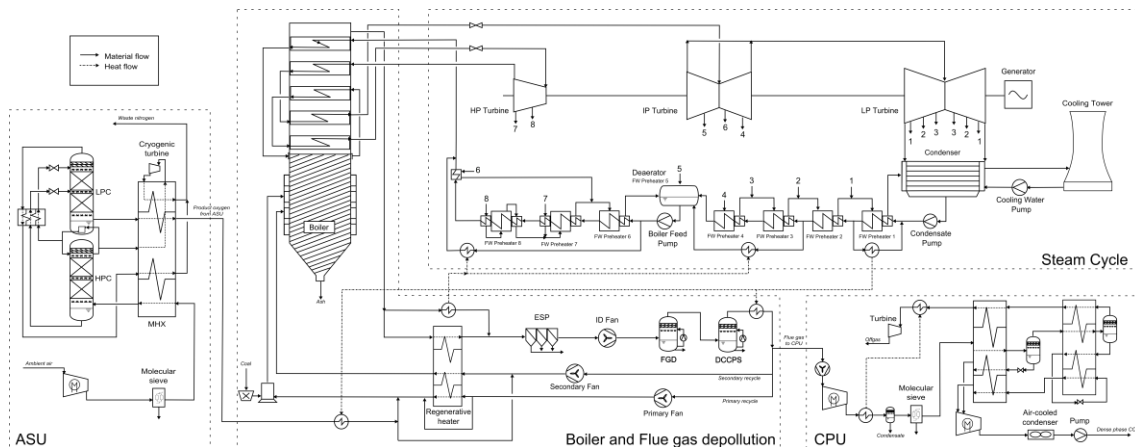 Material flow
Heat flow
Waste nitrogen
Cryogenic
turbine
LPC
Product oxygen
from ASU
HPC
MHX
Ambient air
M
Molecular
sieve
ASU
Boiler
Ash
Coal
ESP
ID Fan
FGD
DCCPS
Secondary Fan
Secondary recycle
Primary Fan
Primary recycle
Regenerative
heater
Boiler and Flue gas depollution
HP Turbine
7
8
IP Turbine
5
6
4
LP Turbine
1
2
3
3
2
1
Generator
Cooling Tower
Condenser
Cooling Water
Pump
Condensate Pump
6
8
7
Deaerator
FW Preheater 5
5
4
3
2
1
FW Preheater 8
FW Preheater 7
FW Preheater 6
Boiler Feed
Pump
FW Preheater 4
FW Preheater 3
FW Preheater 2
FW Preheater 1
Steam Cycle
Flue gas
to CPU
Turbine
Offgas
M
Molecular
sieve
Condensate
M
Air-cooled
condenser
Pump
CPU